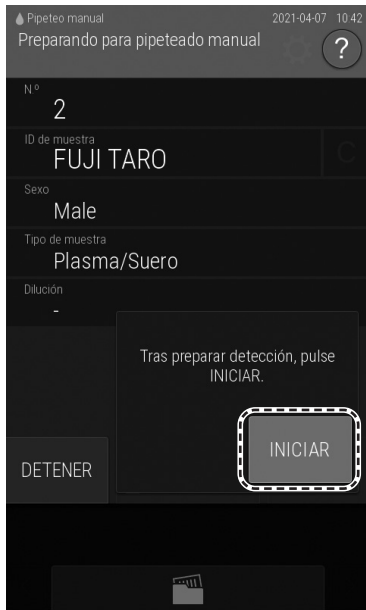 Pipeteo manual
2021-04-07 10:42
Preparando para pipeteado manual
?
N.º
2
ID de muestra
FUJI TARO
C
Sexo
Male
Tipo de muestra
Plasma/Suero
Dilución
-
Tras preparar detección, pulse
INICIAR.
INICIAR
DETENER